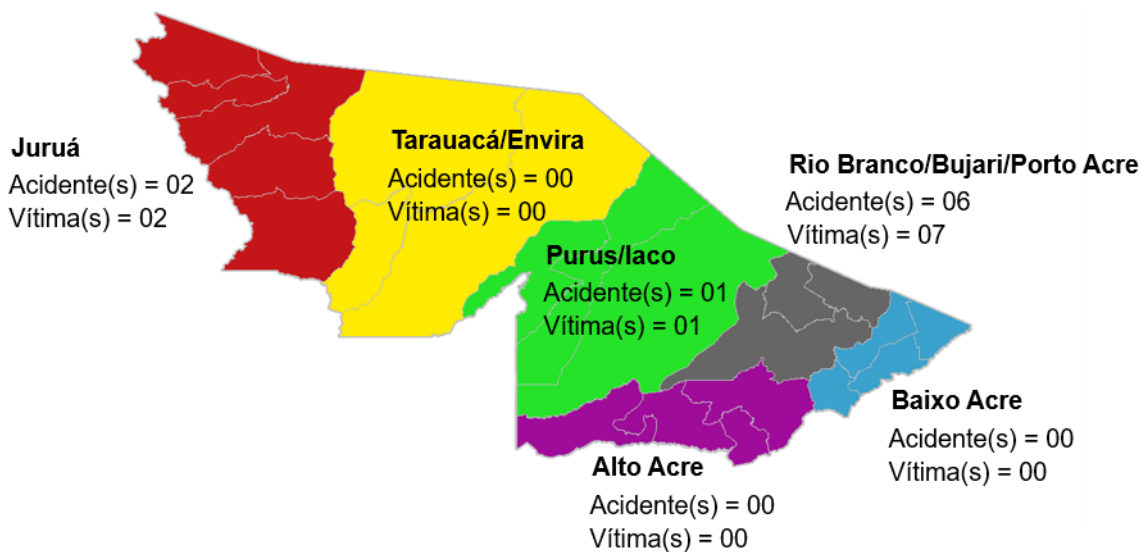 Juruá
Acidente(s) = 02
Vítima(s) = 02
Tarauacá/Envira
Acidente(s) = 00
Vítima(s) = 00
Purus/Iaco
Acidente(s) = 01
Vítima(s) = 01
Rio Branco/Bujari/Porto Acre
Acidente(s) = 06
Vítima(s) = 07
Baixo Acre
Acidente(s) = 00
Vítima(s) = 00
Alto Acre
Acidente(s) = 00
Vítima(s) = 00